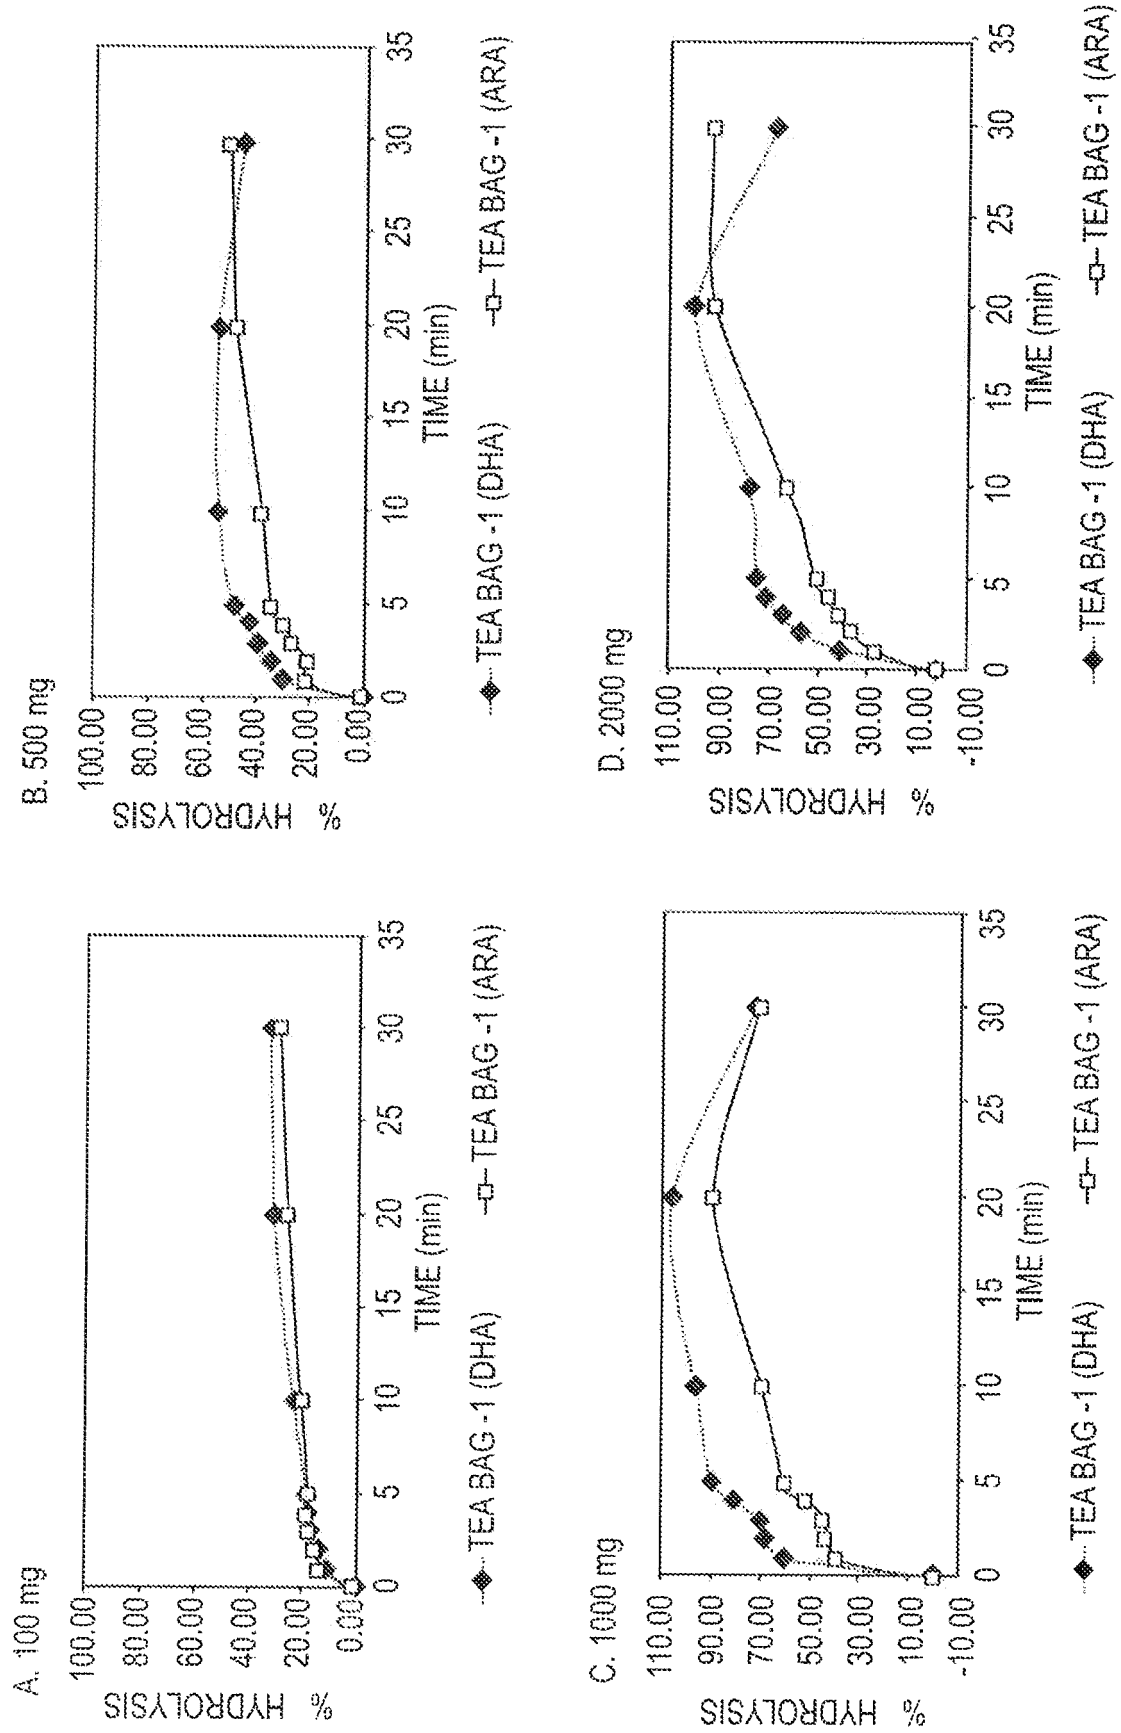 A. 100 mg
% HYDROLYSIS
100.00
80.00
60.00
40.00
20.00
0.00
0 5 10 15 20 25 30 35
TIME (min)
TEA BAG -1 (DHA) TEA BAG -1 (ARA)
B. 500 mg
% HYDROLYSIS
100.00
80.00
60.00
40.00
20.00
0.00
0 5 10 15 20 25 30 35
TIME (min)
TEA BAG -1 (DHA) TEA BAG -1 (ARA)
C. 1000 mg
% HYDROLYSIS
110.00
90.00
70.00
50.00
30.00
10.00
-10.00
0 5 10 15 20 25 30 35
TIME (min)
TEA BAG -1 (DHA) TEA BAG -1 (ARA)
D. 2000 mg
% HYDROLYSIS
110.00
90.00
70.00
50.00
30.00
10.00
-10.00
0 5 10 15 20 25 30 35
TIME (min)
TEA BAG -1 (DHA) TEA BAG -1 (ARA)